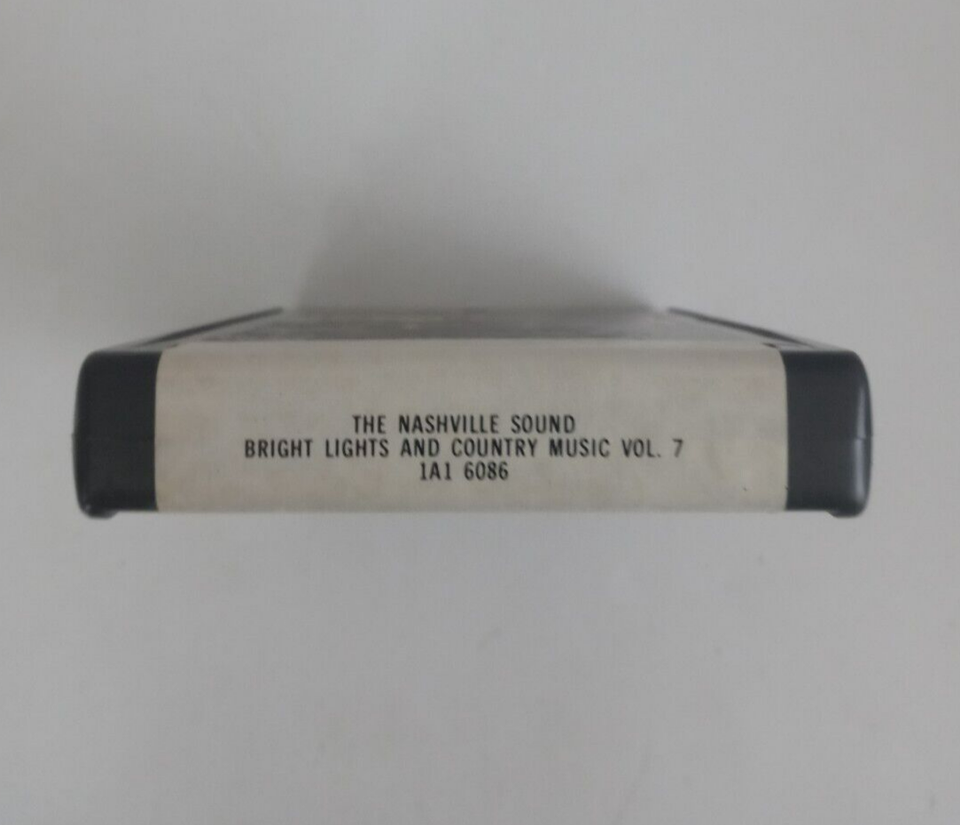 THE NASHVILLE SOUND
BRIGHT LIGHTS AND COUNTRY MUSIC VOL. 7
1A1 6086